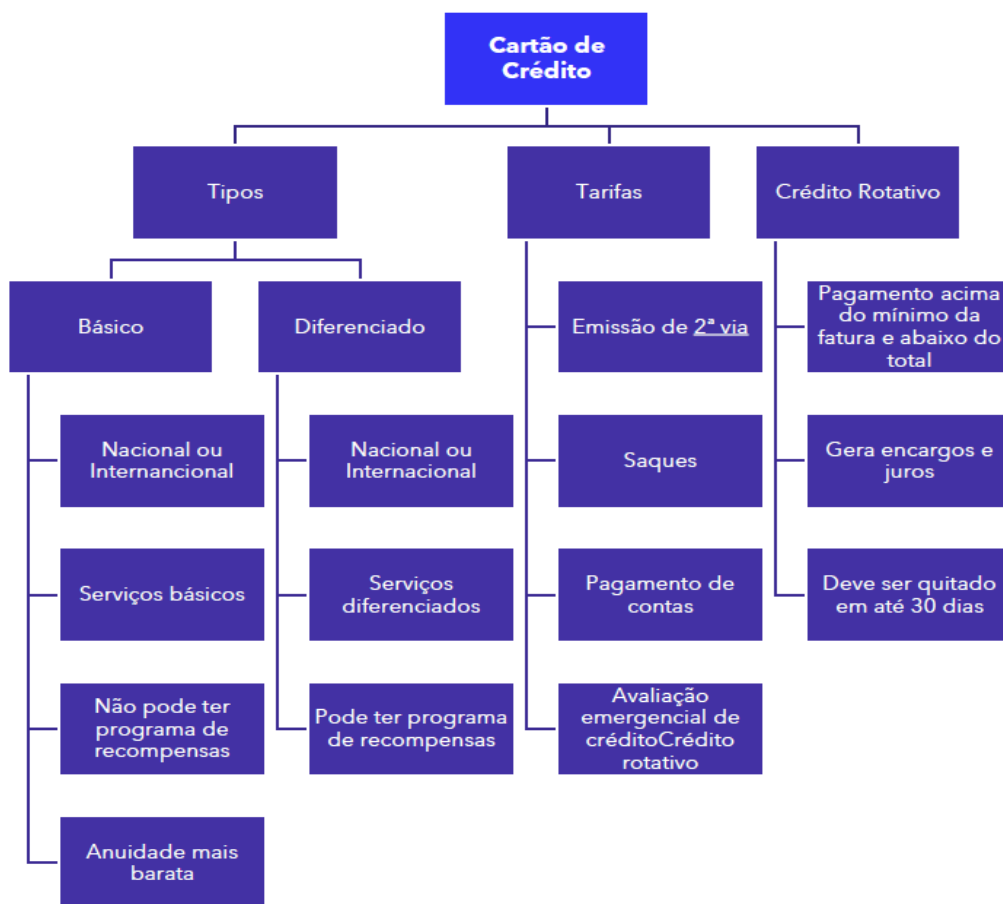 Cartão de
Crédito
Tipos
Tarifas
Crédito Rotativo
Básico
Diferenciado
Emissão de 2ª via
Pagamento acima
do mínimo da
fatura e abaixo do
total
Nacional ou
Internancional
Nacional ou
Internacional
Saques
Gera encargos e
juros
Serviços básicos
Serviços
diferenciados
Pagamento de
contas
Deve ser quitado
em até 30 dias
Não pode ter
programa de
recompensas
Pode ter programa
de recompensas
Avaliação
emergencial de
créditoCrédito
rotativo
Anuidade mais
barata